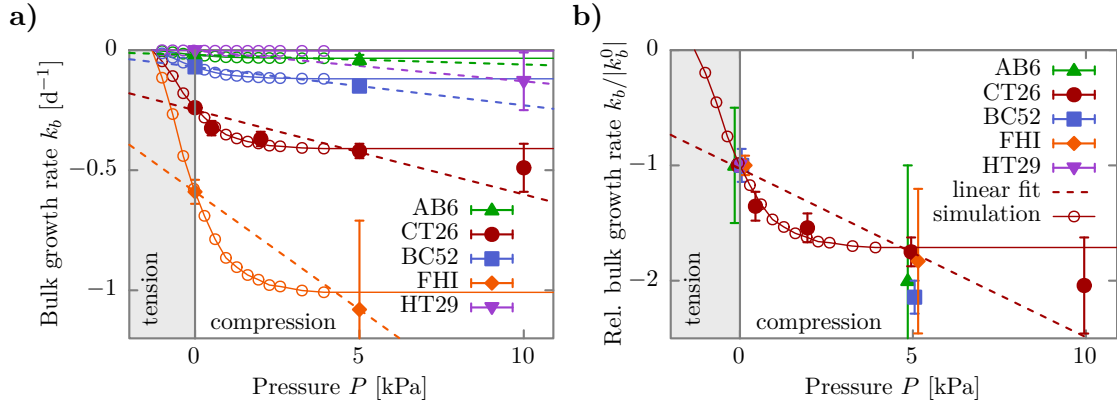 a)
Bulk growth rate k_b [d⁻¹]
0
−0.5
−1
tension
compression
AB6
CT26
BC52
FHI
HT29
0
5
10
Pressure P [kPa]
b)
Rel. bulk growth rate k_b/|k_b^0|
0
−1
−2
tension
compression
AB6
CT26
BC52
FHI
HT29
linear fit
simulation
0
5
10
Pressure P [kPa]